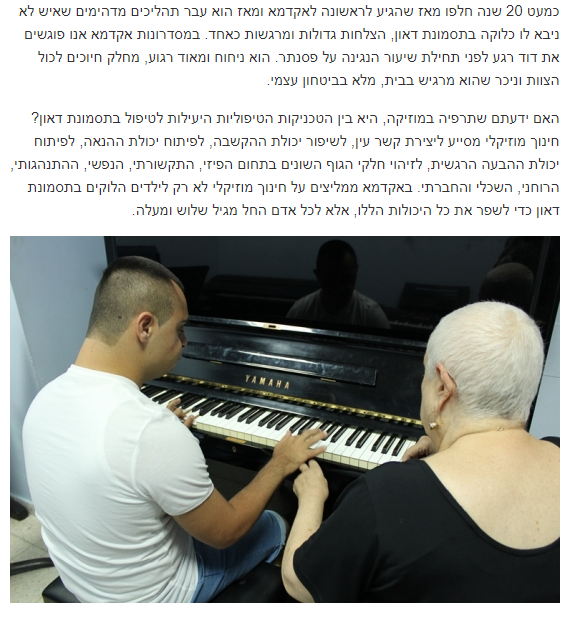 כמעט 20 שנה חלפו מאז שהגיע לראשונה לאקדמא ומאז הוא עבר תהליכים מדהימים שאיש לא
ניבא לו כלוקה בתסמונת דאון, הצלחות גדולות ומרגשות כאחד. במסדרונות אקדמא אנו פוגשים
את דוד רגע לפני תחילת שיעור הנגינה על פסנתר. הוא ניחוח ומאוד רגוע, מחלק חיוכים לכול
הצוות וניכר שהוא מרגיש בבית, מלא בביטחון עצמי.
האם ידעתם שתרפיה במוזיקה, היא בין הטכניקות הטיפוליות היעילות לטיפול בתסמונת דאון?
חינוך מוזיקלי מסייע ליצירת קשר עין, לשיפור יכולת ההקשבה, לפיתוח יכולת ההנאה, לפיתוח
יכולת ההבעה הרגשית, לזיהוי חלקי הגוף השונים בתחום הפיזי, התקשורתי, הנפשי, ההתנהגותי,
הרוחני, השכלי והחברתי. באקדמא ממליצים על חינוך מוזיקלי לא רק לילדים הלוקים בתסמונת
דאון כדי לשפר את כל היכולות הללו, אלא לכל אדם החל מגיל שלוש ומעלה.
YAMAHA